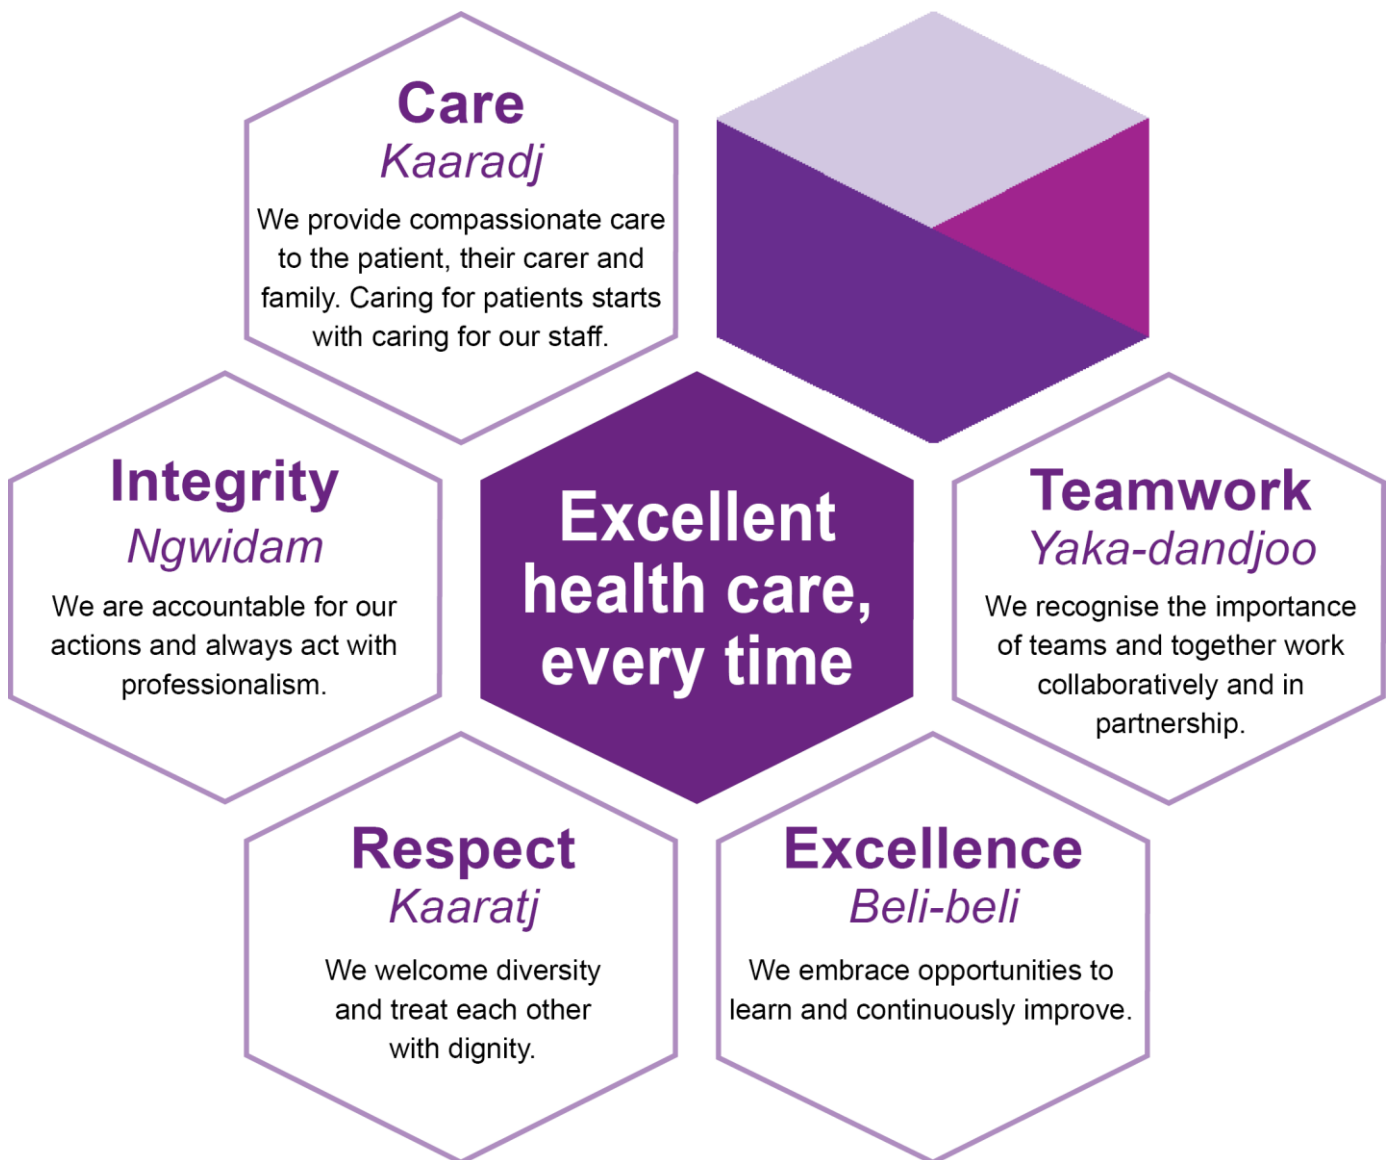 Care
Kaaradj
We provide compassionate care
to the patient, their carer and
family. Caring for patients starts
with caring for our staff.
Integrity
Ngwidam
We are accountable for our
actions and always act with
professionalism.
Excellent
health care,
every time
Teamwork
Yaka-dandjoo
We recognise the importance
of teams and together work
collaboratively and in
partnership.
Respect
Kaaratj
We welcome diversity
and treat each other
with dignity.
Excellence
Beli-beli
We embrace opportunities to
learn and continuously improve.